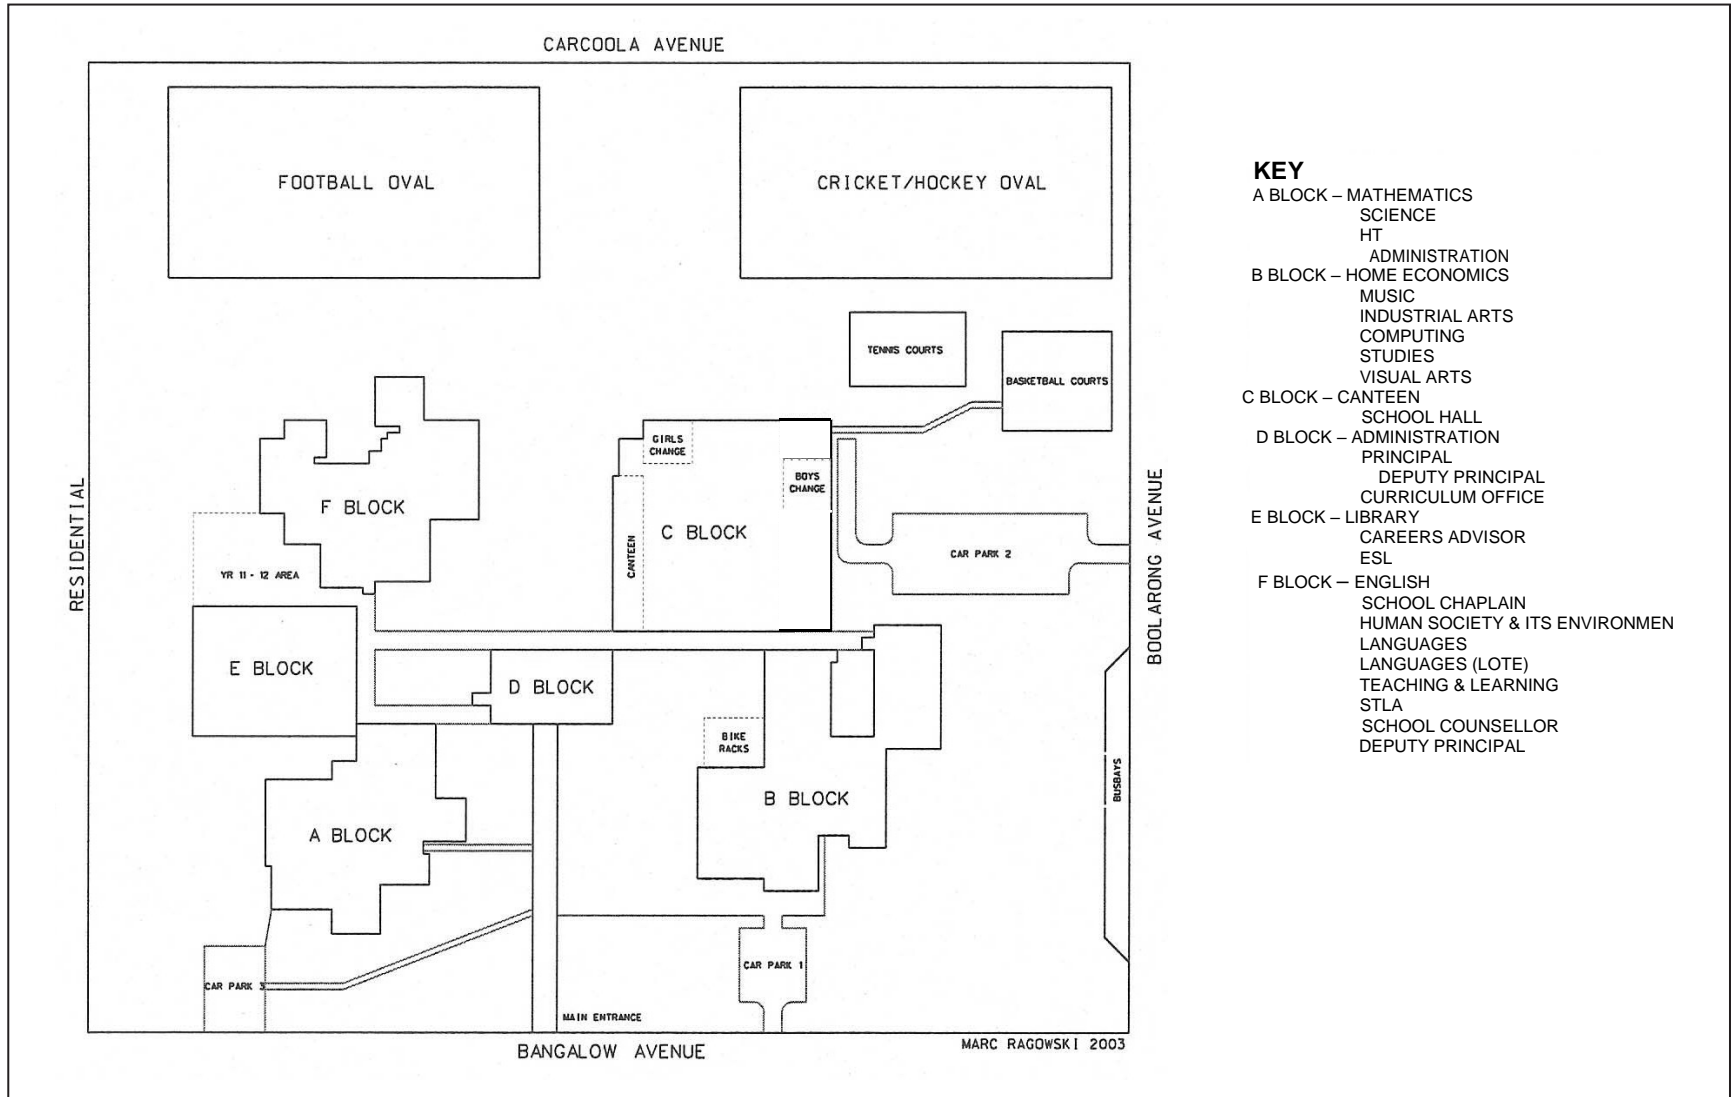 CARCOOLA AVENUE
FOOTBALL OVAL
CRICKET/HOCKEY OVAL
TENNIS COURTS
BASKETBALL COURTS
GIRLS
CHANGE
BOYS
CHANGE
F BLOCK
C BLOCK
CANTEEN
CAR PARK 2
YR 11 - 12 AREA
RESIDENTIAL
BOOLARONG AVENUE
E BLOCK
D BLOCK
BIKE
RACKS
B BLOCK
BUSBAYS
A BLOCK
CAR PARK 1
CAR PARK 3
MAIN ENTRANCE
MARC RAGOWSKI 2003
BANGALOW AVENUE
KEY
A BLOCK – MATHEMATICS
SCIENCE
HT
ADMINISTRATION
B BLOCK – HOME ECONOMICS
MUSIC
INDUSTRIAL ARTS
COMPUTING
STUDIES
VISUAL ARTS
C BLOCK – CANTEEN
SCHOOL HALL
D BLOCK – ADMINISTRATION
PRINCIPAL
DEPUTY PRINCIPAL
CURRICULUM OFFICE
E BLOCK – LIBRARY
CAREERS ADVISOR
ESL
F BLOCK – ENGLISH
SCHOOL CHAPLAIN
HUMAN SOCIETY & ITS ENVIRONMEN
LANGUAGES
LANGUAGES (LOTE)
TEACHING & LEARNING
STLA
SCHOOL COUNSELLOR
DEPUTY PRINCIPAL